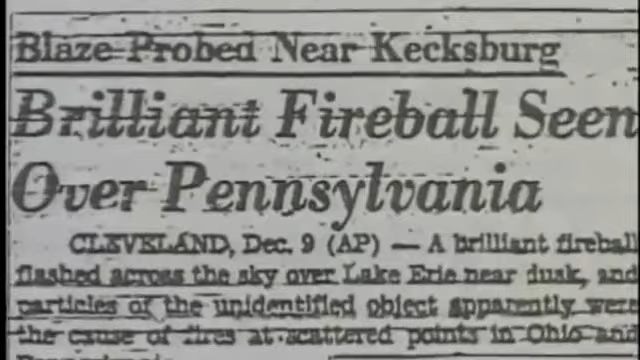 Blaze Probed Near Kecksburg
Brilliant Fireball Seen
Over Pennsylvania
CLEVELAND, Dec. 9 (AP) — A brilliant fireball
flashed across the sky over Lake Erie near dusk, and
particles of the unidentified object apparently were
the cause of fires at scattered points in Ohio and